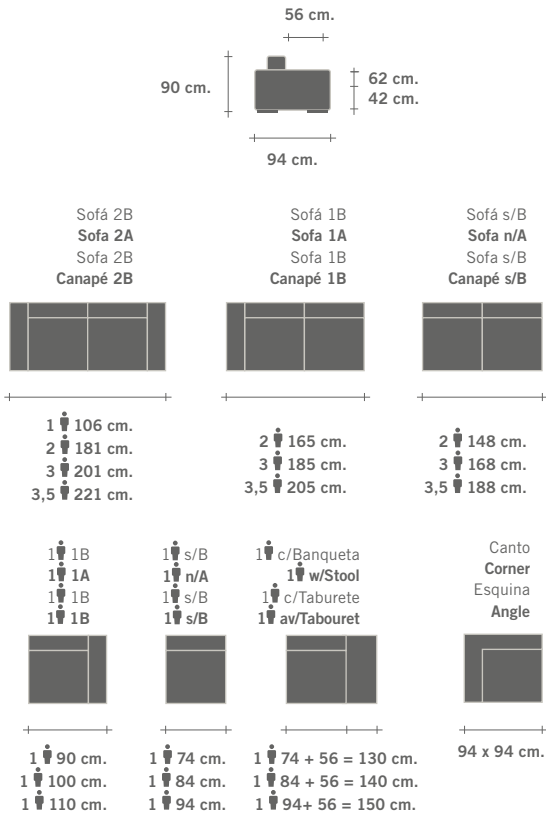 56 cm.
90 cm.
62 cm.
42 cm.
94 cm.
Sofá 2B
Sofa 2A
Sofa 2B
Canapé 2B
Sofá 1B
Sofa 1A
Sofa 1B
Canapé 1B
Sofá s/B
Sofa n/A
Sofa s/B
Canapé s/B
1 106 cm.
2 181 cm.
3 201 cm.
3,5 221 cm.
2 165 cm.
3 185 cm.
3,5 205 cm.
2 148 cm.
3 168 cm.
3,5 188 cm.
1 1B
1 1A
1 1B
1 1B
1 s/B
1 n/A
1 s/B
1 s/B
1 c/Banqueta
1 w/Stool
1 c/Taburete
1 av/Tabouret
Canto
Corner
Esquina
Angle
1 90 cm.
1 100 cm.
1 110 cm.
1 74 cm.
1 84 cm.
1 94 cm.
1 74 + 56 = 130 cm.
1 84 + 56 = 140 cm.
1 94+ 56 = 150 cm.
94 x 94 cm.